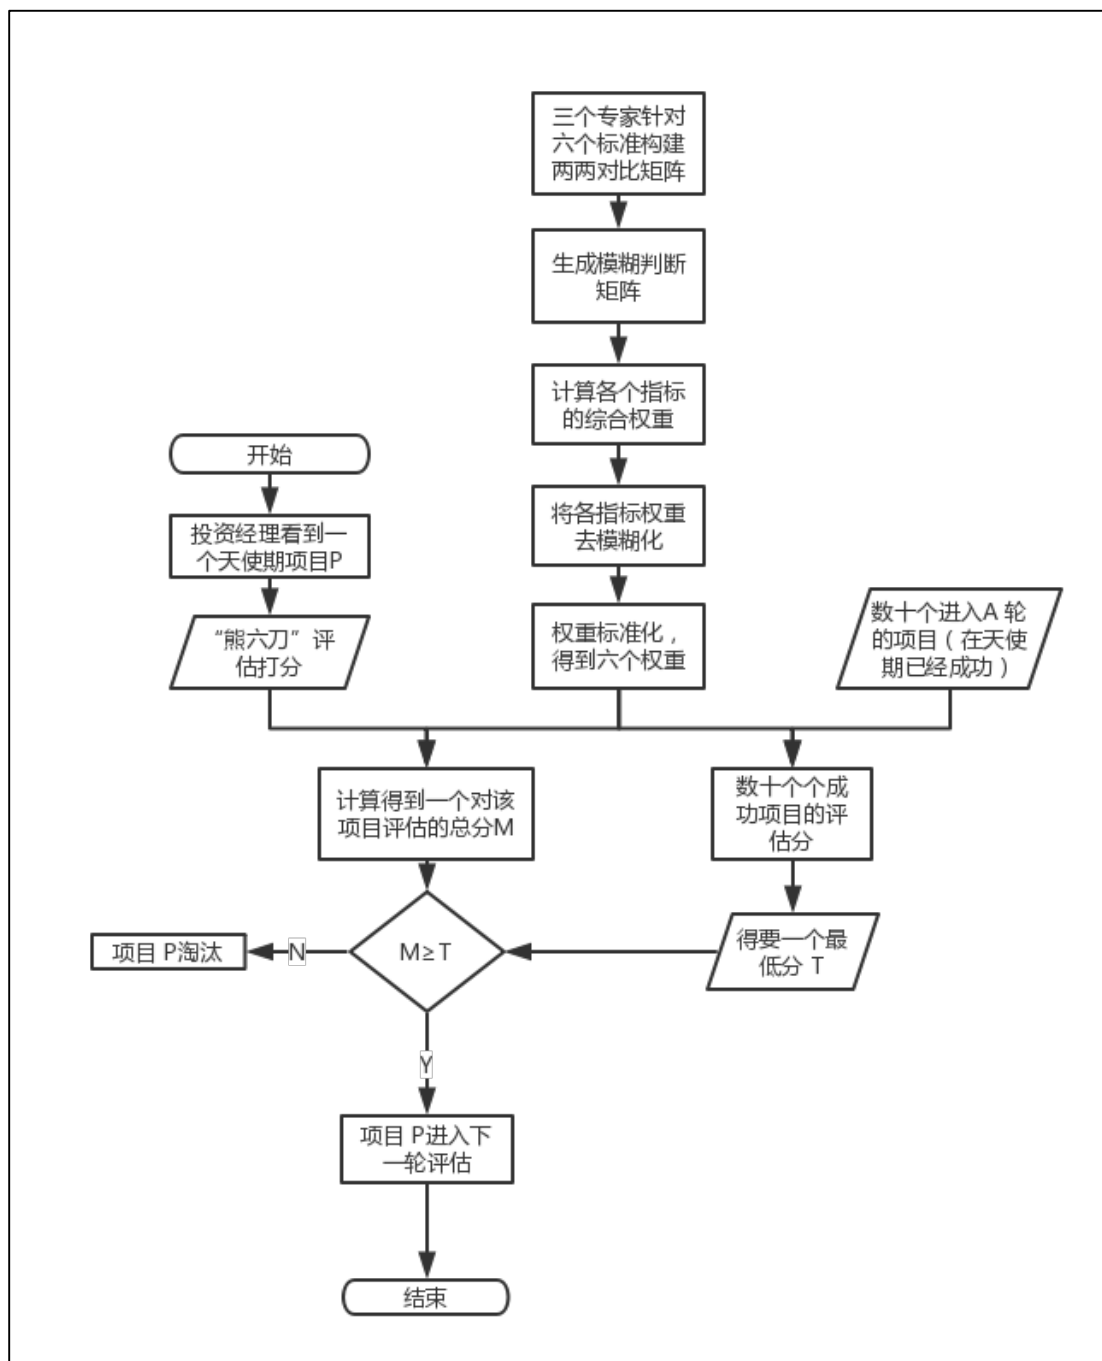 三个专家针对
六个标准构建
两两对比矩阵
生成模糊判断
矩阵
计算各个指标
的综合权重
开始
将各指标权重
去模糊化
投资经理看到一
个天使期项目P
“熊六刀”评
估打分
权重标准化，
得到六个权重
数十个进入A 轮
的项目（在天使
期已经成功）
计算得到一个对该
项目评估的总分M
数十个个成
功项目的评
估分
项目 P淘汰
N
M≥T
得要一个最
低分 T
Y
项目 P进入下
一轮评估
结束